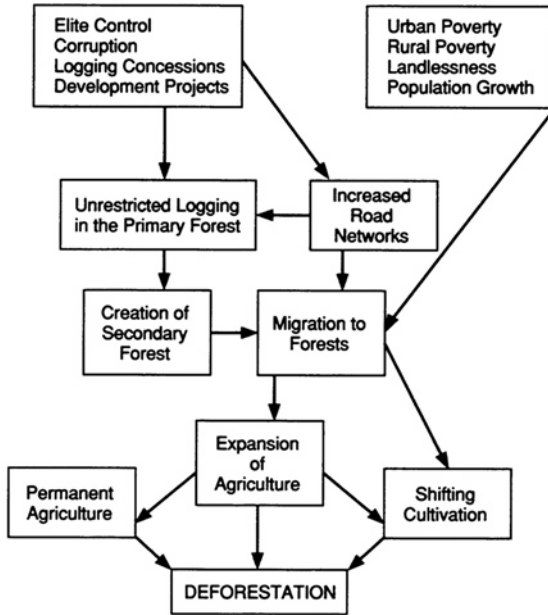 Elite Control
Corruption
Logging Concessions
Development Projects
Urban Poverty
Rural Poverty
Landlessness
Population Growth
Unrestricted Logging
in the Primary Forest
Increased
Road
Networks
Creation of
Secondary
Forest
Migration to
Forests
Expansion
of
Agriculture
Permanent
Agriculture
Shifting
Cultivation
DEFORESTATION